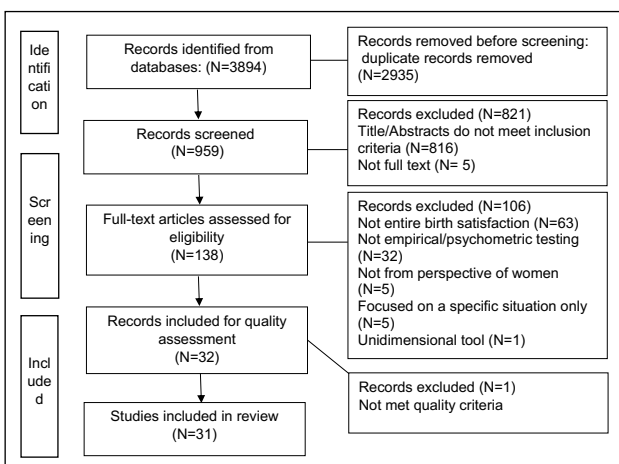 Ide
ntifi
cati
on
Records identified from
databases: (N=3894)
Records removed before screening:
duplicate records removed
(N=2935)
Records screened
(N=959)
Records excluded (N=821)
Title/Abstracts do not meet inclusion
criteria (N=816)
Not full text (N= 5)
Scr
een
ing
Full-text articles assessed for
eligibility
(N=138)
Records excluded (N=106)
Not entire birth satisfaction (N=63)
Not empirical/psychometric testing
(N=32)
Not from perspective of women
(N=5)
Focused on a specific situation only
(N=5)
Unidimensional tool (N=1)
Records included for quality
assessment
(N=32)
Incl
ude
d
Records excluded (N=1)
Not met quality criteria
Studies included in review
(N=31)